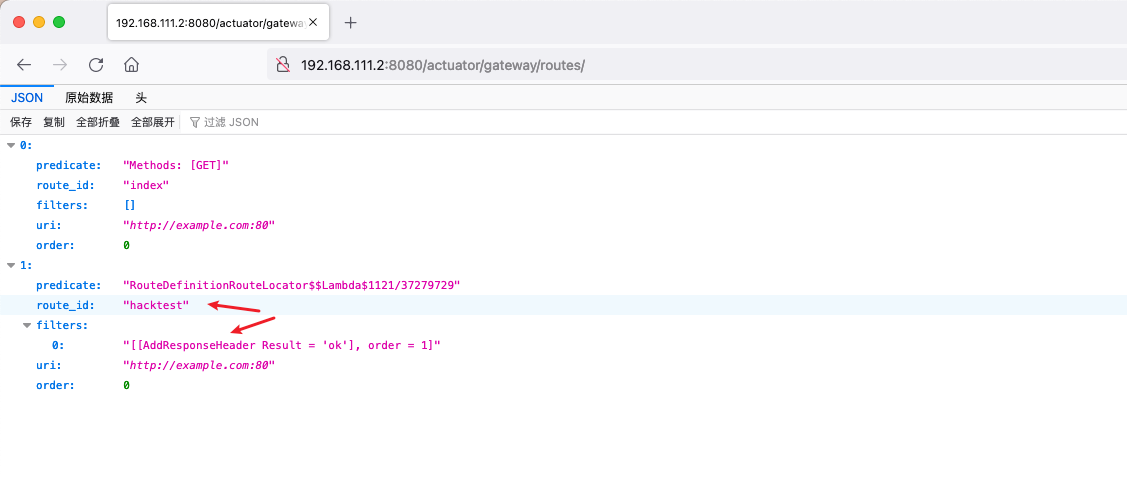 192.168.111.2:8080/actuator/gateway
192.168.111.2:8080/actuator/gateway/routes/
JSON 原始数据 头
保存 复制 全部折叠 全部展开 过滤 JSON
0:
predicate: "Methods: [GET]"
route_id: "index"
filters: []
uri: "http://example.com:80"
order: 0
1:
predicate: "RouteDefinitionRouteLocator$$Lambda$1121/37279729"
route_id: "hacktest"
filters:
0: "[[AddResponseHeader Result = 'ok'], order = 1]"
uri: "http://example.com:80"
order: 0